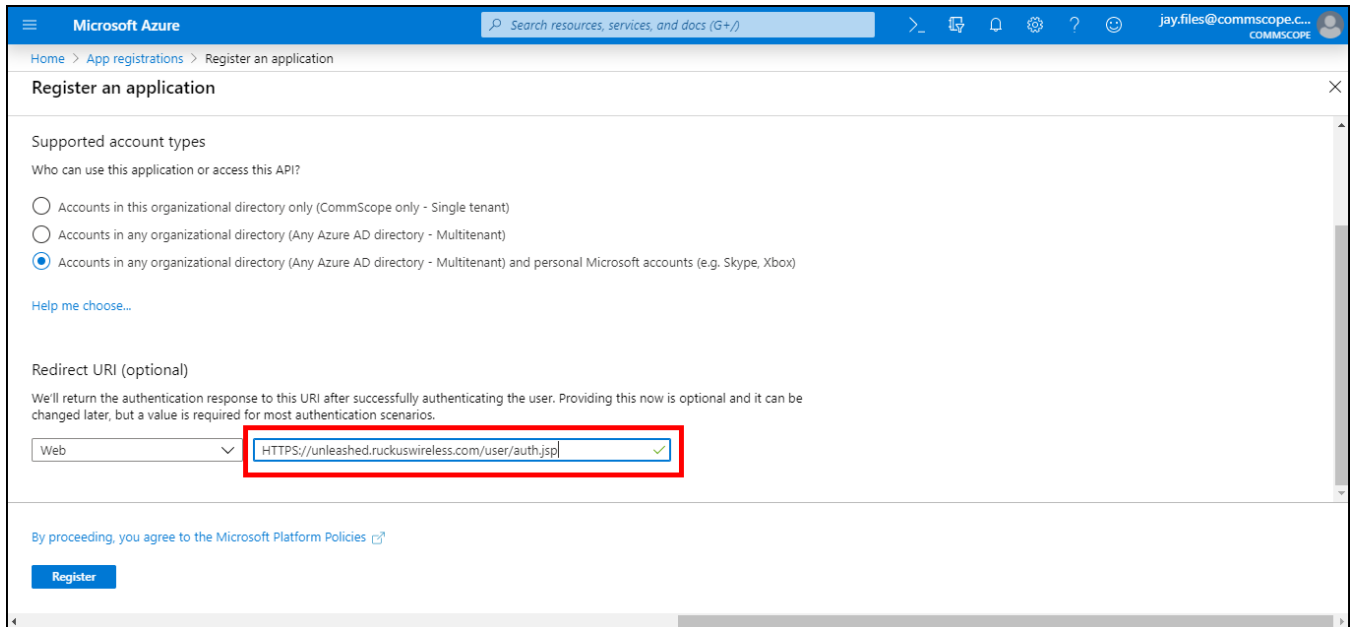 Microsoft Azure
Search resources, services, and docs (G+/)
jay.files@commscope.c...
COMMSCOPE
Home > App registrations > Register an application
Register an application
Supported account types
Who can use this application or access this API?
Accounts in this organizational directory only (CommScope only - Single tenant)
Accounts in any organizational directory (Any Azure AD directory - Multitenant)
Accounts in any organizational directory (Any Azure AD directory - Multitenant) and personal Microsoft accounts (e.g. Skype, Xbox)
Help me choose...
Redirect URI (optional)
We'll return the authentication response to this URI after successfully authenticating the user. Providing this now is optional and it can be
changed later, but a value is required for most authentication scenarios.
Web
HTTPS://unleashed.ruckuswireless.com/user/auth.jsp
By proceeding, you agree to the Microsoft Platform Policies
Register